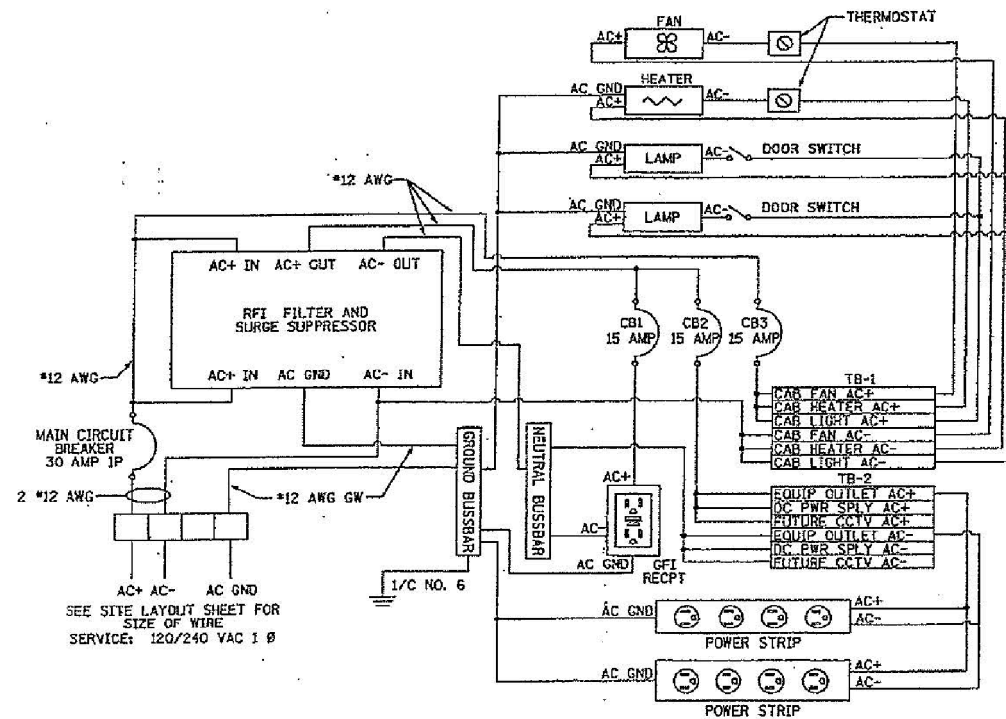 FAN
THERMOSTAT
AC+
AC-
HEATER
AC GND
AC+
AC-
AC GND
AC+
LAMP
AC-
DOOR SWITCH
AC GND
AC+
LAMP
AC-
DOOR SWITCH
#12 AWG
AC+ IN
AC+ OUT
AC- OUT
RFI FILTER AND
SURGE SUPPRESSOR
AC+ IN
AC GND
AC- IN
#12 AWG
CB1
15 AMP
CB2
15 AMP
CB3
15 AMP
MAIN CIRCUIT
BREAKER
30 AMP 1P
2 #12 AWG
#12 AWG GW
GROUND BUSSBAR
NEUTRAL BUSSBAR
TB-1
CAB FAN AC+
CAB HEATER AC+
CAB LIGHT AC+
CAB FAN AC-
CAB HEATER AC-
CAB LIGHT AC-
TB-2
EQUIP OUTLET AC+
DC PWR SPLY AC+
FUTURE CCTV AC+
EQUIP OUTLET AC-
DC PWR SPLY AC-
FUTURE CCTV AC-
AC+
AC-
AC GND
GFI
RECPT
1/C NO. 6
AC+
AC-
AC GND
SEE SITE LAYOUT SHEET FOR
SIZE OF WIRE
SERVICE: 120/240 VAC 1 Ø
AC GND
AC+
AC-
POWER STRIP
AC GND
AC+
AC-
POWER STRIP